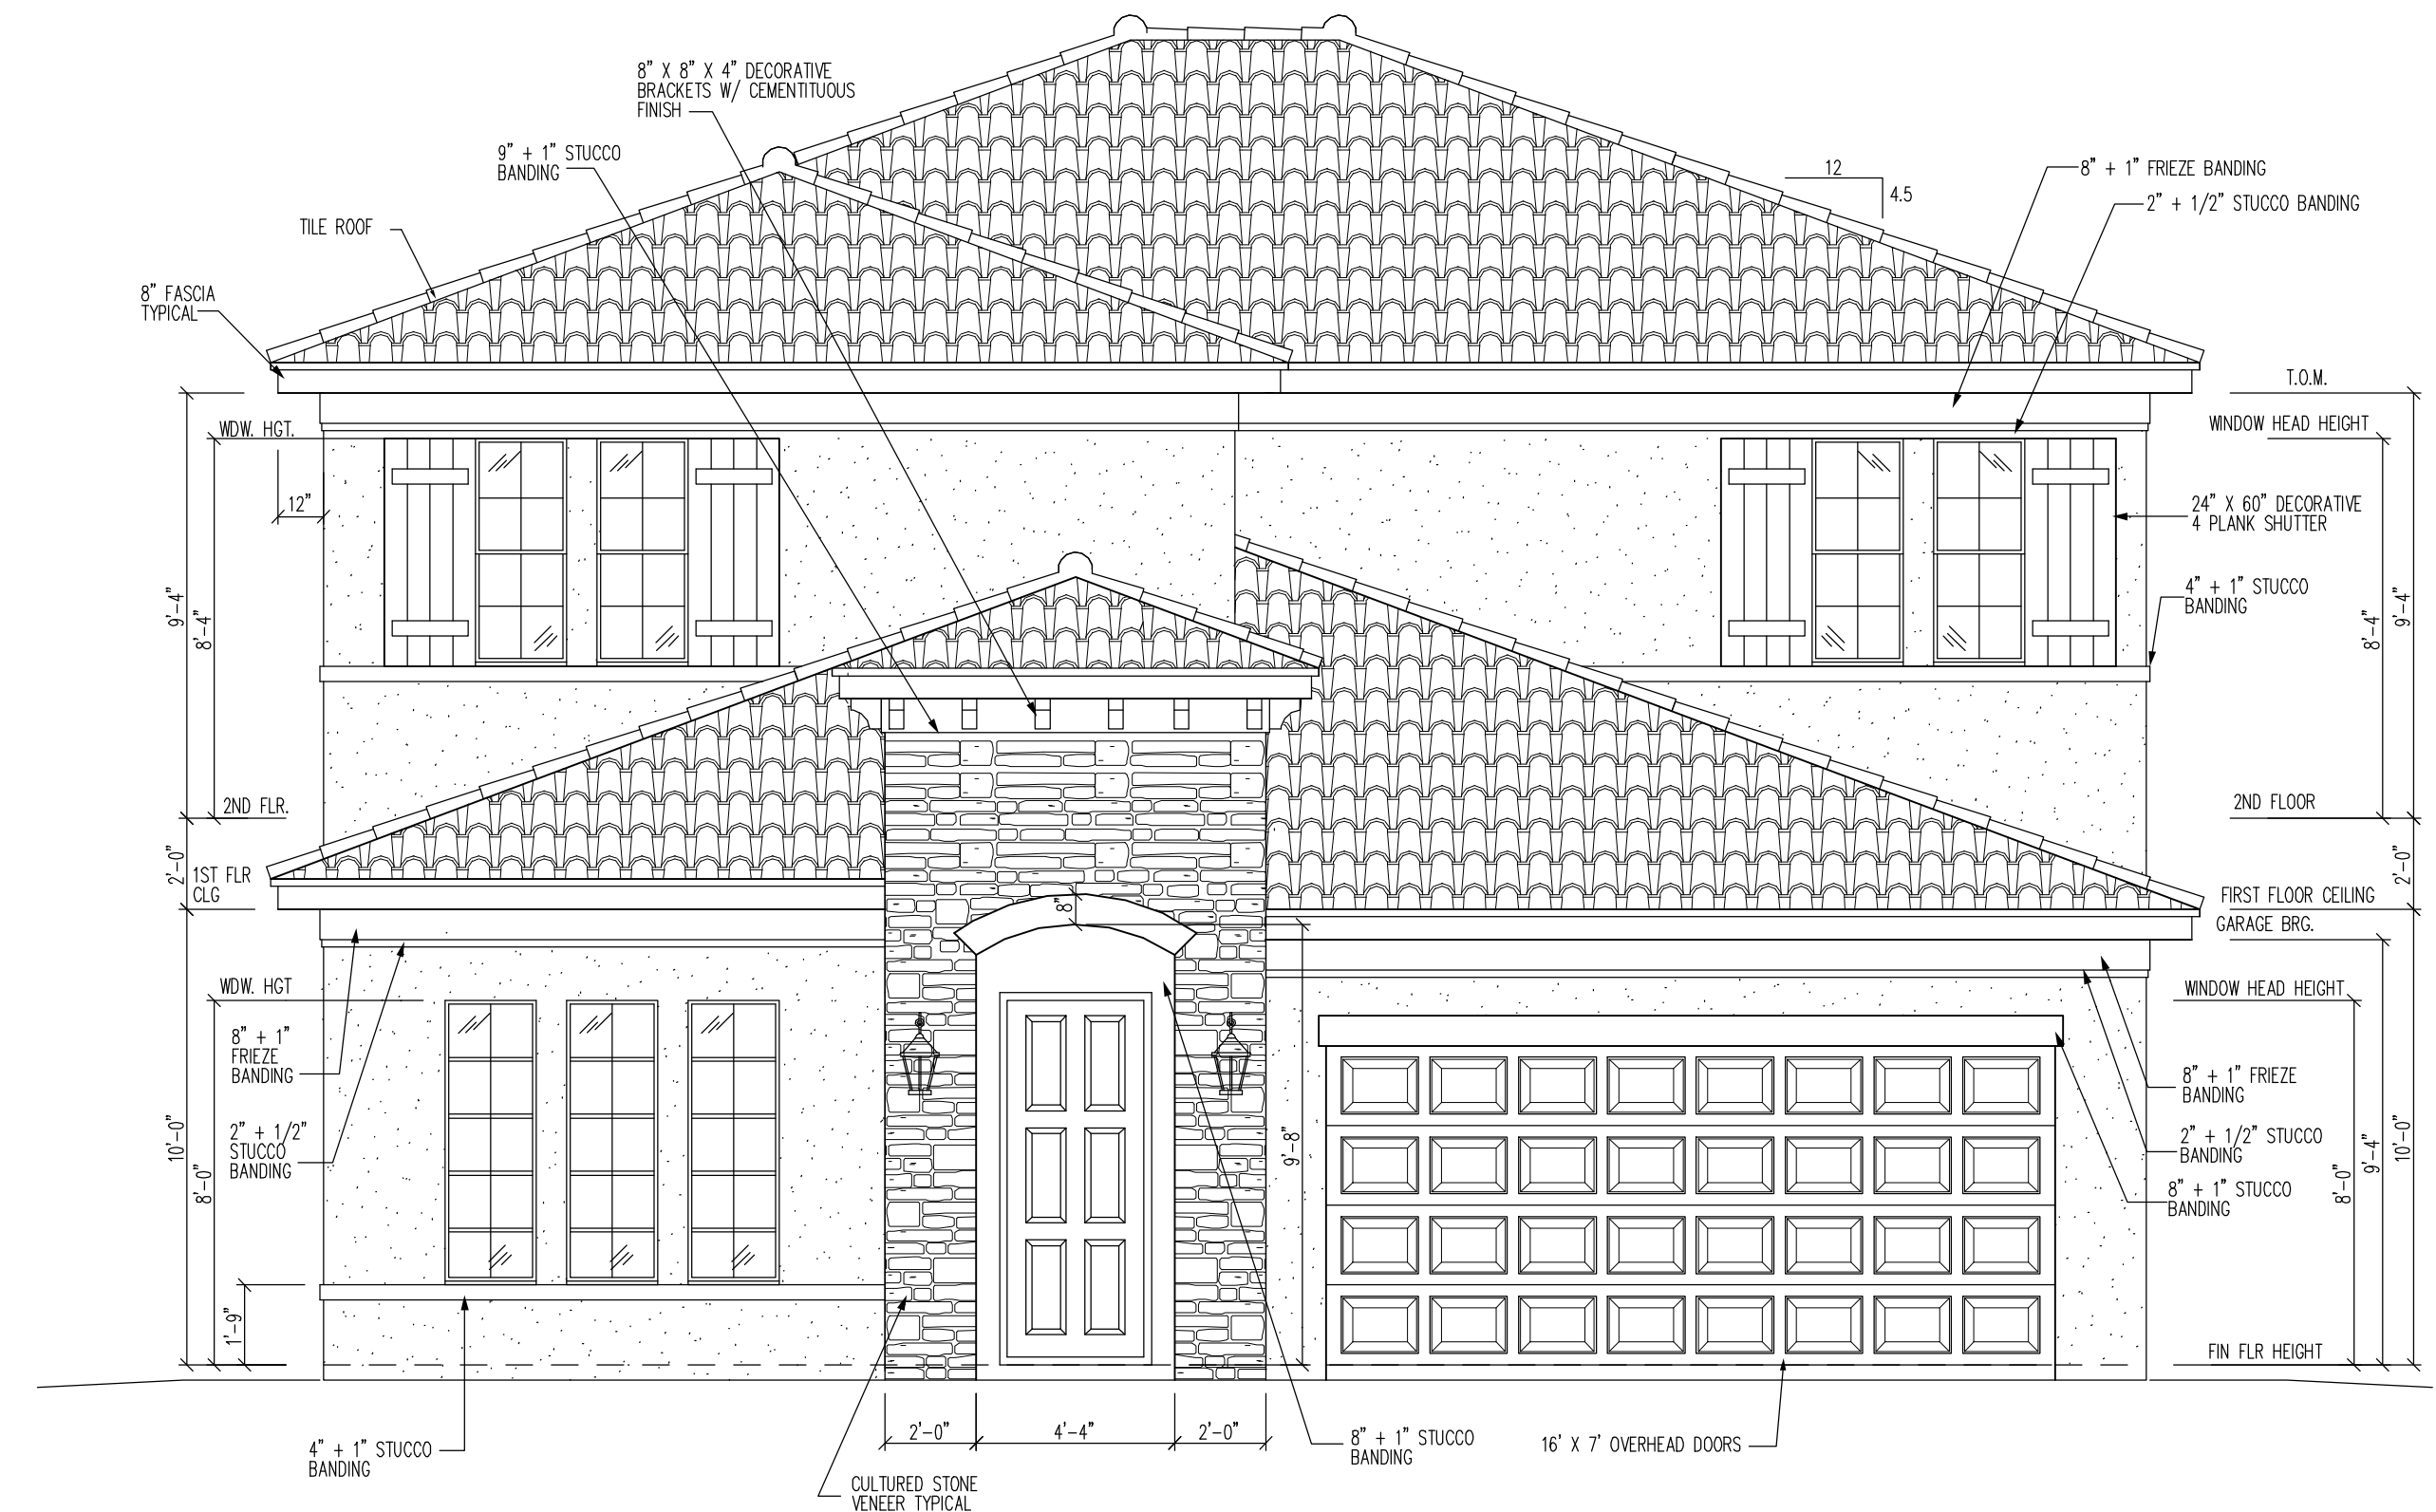 8" X 8" X 4" DECORATIVE
BRACKETS W/ CEMENTITUOUS
FINISH
9" + 1" STUCCO
BANDING
12
4.5
8" + 1" FRIEZE BANDING
2" + 1/2" STUCCO BANDING
TILE ROOF
8" FASCIA
TYPICAL
T.O.M.
WDW. HGT.
WINDOW HEAD HEIGHT
12"
24" X 60" DECORATIVE
4 PLANK SHUTTER
9'-4"
8'-4"
4" + 1" STUCCO
BANDING
8'-4"
9'-4"
2ND FLR.
2ND FLOOR
2'-0"
1ST FLR
CLG
2'-0"
FIRST FLOOR CEILING
8"
GARAGE BRG.
WDW. HGT
WINDOW HEAD HEIGHT
8" + 1"
FRIEZE
BANDING
8" + 1" FRIEZE
BANDING
2" + 1/2"
STUCCO
BANDING
10'-0"
8'-0"
9'-8"
2" + 1/2" STUCCO
BANDING
8" + 1" STUCCO
BANDING
8'-0"
9'-4"
10'-0"
1'-9"
FIN FLR HEIGHT
2'-0"
4'-4"
2'-0"
4" + 1" STUCCO
BANDING
8" + 1" STUCCO
BANDING
16' X 7' OVERHEAD DOORS
CULTURED STONE
VENEER TYPICAL